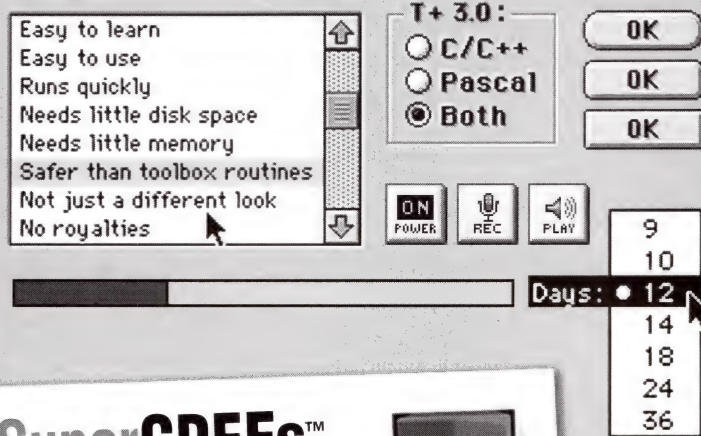 Easy to learn
Easy to use
Runs quickly
Needs little disk space
Needs little memory
Safer than toolbox routines
Not just a different look
No royalties
T+ 3.0:
C/C++
Pascal
Both
OK
OK
OK
ON
POWER
REC
PLAY
9
10
Days: 12
14
18
24
36
SuperCDEFs™